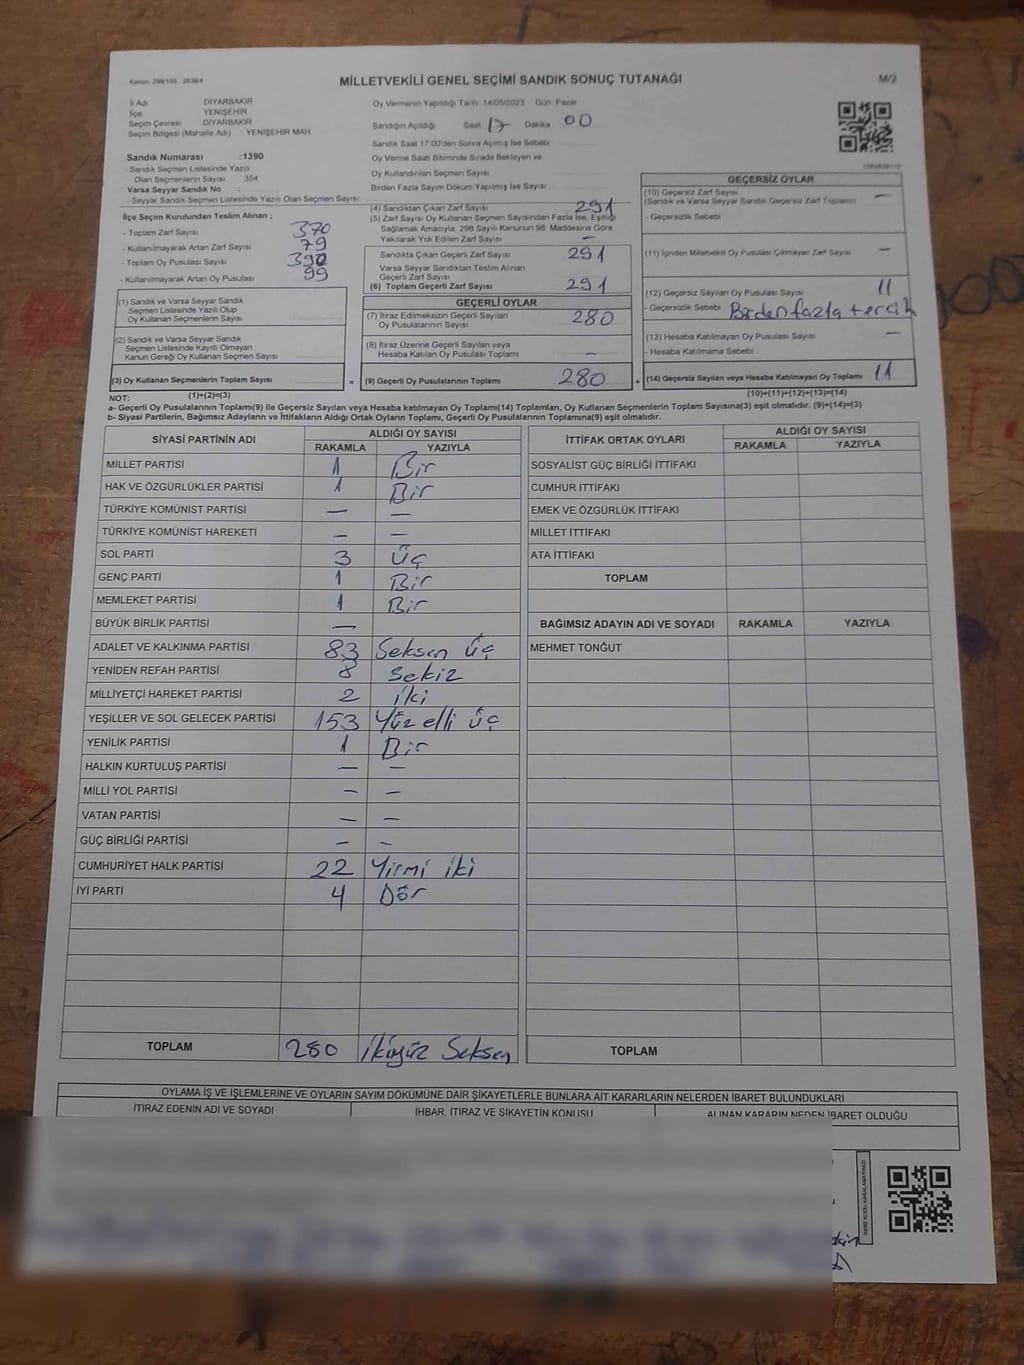 Kanun: 298/105 , 2839/4
MİLLETVEKİLİ GENEL SEÇİMİ SANDIK SONUÇ TUTANAĞI
M/2
İl Adı DİYARBAKIR
İlçe YENİŞEHİR
Seçim Çevresi DİYARBAKIR
Seçim Bölgesi (Mahalle Adı) : YENİŞEHİR MAH
Sandık Numarası :1390
- Sandık Seçmen Listesinde Yazılı
Olan Seçmenlerin Sayısı 354
Varsa Seyyar Sandık No :
- Seyyar Sandık Seçmen Listesinde Yazılı Olan Seçmen Sayısı
Oy Vermenin Yapıldığı Tarih: 14/05/2023 Gün: Pazar
Sandığın Açıldığı Saat 17 Dakika 00
Sandık Saat 17.00'den Sonra Açılmış İse Sebebi
Oy Verme Saati Bitiminde Sırada Bekleyen ve
Oy Kullandırılan Seçmen Sayısı
Birden Fazla Sayım Döküm Yapılmış İse Sayısı
İlçe Seçim Kurulundan Teslim Alınan ;
- Toplam Zarf Sayısı 370
- Kullanılmayarak Artan Zarf Sayısı 79
- Toplam Oy Pusulası Sayısı 390
- Kullanılmayarak Artan Oy Pusulası 99
(1) Sandık ve Varsa Seyyar Sandık
Seçmen Listesinde Yazılı Olup
Oy Kullanan Seçmenlerin Sayısı
(2) Sandık ve Varsa Seyyar Sandık
Seçmen Listesinde Kayıtlı Olmayan
Kanun Gereği Oy Kullanan Seçmen Sayısı
(3) Oy Kullanan Seçmenlerin Toplam Sayısı =
(4) Sandıktan Çıkan Zarf Sayısı 291
(5) Zarf Sayısı Oy Kullanan Seçmen Sayısından Fazla İse, Eşitliği
Sağlamak Amacıyla; 298 Sayılı Kanunun 98. Maddesine Göre
Yakılarak Yok Edilen Zarf Sayısı —
Sandıkta Çıkan Geçerli Zarf Sayısı 291
Varsa Seyyar Sandıktan Teslim Alınan
Geçerli Zarf Sayısı
(6) Toplam Geçerli Zarf Sayısı 291
GEÇERLİ OYLAR
(7) İtiraz Edilmeksizin Geçerli Sayılan
Oy Pusulalarının Sayısı 280
(8) İtiraz Üzerine Geçerli Sayılan veya
Hesaba Katılan Oy Pusulası Toplamı —
(9) Geçerli Oy Pusulalarının Toplamı 280 +
GEÇERSİZ OYLAR
(10) Geçersiz Zarf Sayısı —
(Sandık ve Varsa Seyyar Sandık Geçersiz Zarf Toplamı)
- Geçersizlik Sebebi
(11) İçinden Milletvekili Oy Pusulası Çıkmayan Zarf Sayısı —
(12) Geçersiz Sayılan Oy Pusulası Sayısı 11
- Geçersizlik Sebebi Birden fazla tercih
(13) Hesaba Katılmayan Oy Pusulası Sayısı —
- Hesaba Katılmama Sebebi
(14) Geçersiz Sayılan veya Hesaba Katılmayan Oy Toplamı 11
NOT: (1)+(2)=(3) (10)+(11)+(12)+(13)=(14)
a- Geçerli Oy Pusulalarının Toplamı(9) ile Geçersiz Sayılan veya Hesaba katılmayan Oy Toplamı(14) Toplamları, Oy Kullanan Seçmenlerin Toplam Sayısına(3) eşit olmalıdır. (9)+(14)=(3)
b- Siyasi Partilerin, Bağımsız Adayların ve İttifakların Aldığı Ortak Oyların Toplamı, Geçerli Oy Pusulalarının Toplamına(9) eşit olmalıdır.
SİYASİ PARTİNİN ADI ALDIĞI OY SAYISI
RAKAMLA YAZIYLA
MİLLET PARTİSİ 1 Bir
HAK VE ÖZGÜRLÜKLER PARTİSİ 1 Bir
TÜRKİYE KOMÜNİST PARTİSİ — —
TÜRKİYE KOMÜNİST HAREKETİ — —
SOL PARTİ 3 Üç
GENÇ PARTİ 1 Bir
MEMLEKET PARTİSİ 1 Bir
BÜYÜK BİRLİK PARTİSİ —
ADALET VE KALKINMA PARTİSİ 83 Seksen üç
YENİDEN REFAH PARTİSİ 8 Sekiz
MİLLİYETÇİ HAREKET PARTİSİ 2 iki
YEŞİLLER VE SOL GELECEK PARTİSİ 153 Yüz elli üç
YENİLİK PARTİSİ 1 Bir
HALKIN KURTULUŞ PARTİSİ — —
MİLLİ YOL PARTİSİ — —
VATAN PARTİSİ — —
GÜÇ BİRLİĞİ PARTİSİ — —
CUMHURİYET HALK PARTİSİ 22 Yirmi iki
İYİ PARTİ 4 Dör
TOPLAM 280 ikiyüz Seksen
İTTİFAK ORTAK OYLARI ALDIĞI OY SAYISI
RAKAMLA YAZIYLA
SOSYALİST GÜÇ BİRLİĞİ İTTİFAKI
CUMHUR İTTİFAKI
EMEK VE ÖZGÜRLÜK İTTİFAKI
MİLLET İTTİFAKI
ATA İTTİFAKI
TOPLAM
BAĞIMSIZ ADAYIN ADI VE SOYADI RAKAMLA YAZIYLA
MEHMET TONĞUT
TOPLAM
OYLAMA İŞ VE İŞLEMLERİNE VE OYLARIN SAYIM DÖKÜMÜNE DAİR ŞİKAYETLERLE BUNLARA AİT KARARLARIN NELERDEN İBARET BULUNDUKLARI
İTİRAZ EDENİN ADI VE SOYADI İHBAR, İTİRAZ VE ŞİKAYETİN KONUSU ALINAN KARARIN NEDEN İBARET OLDUĞU